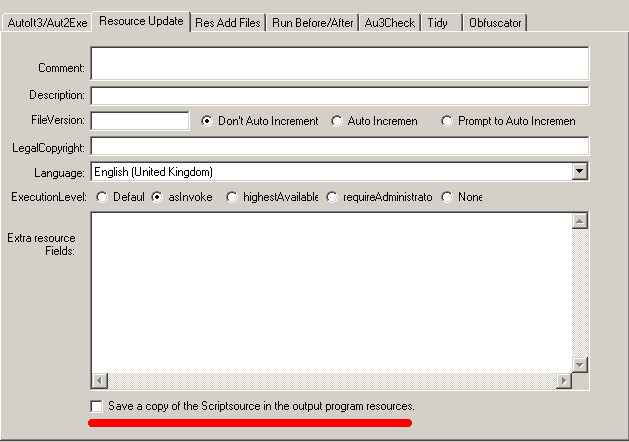 AutoIt3/Aut2Exe Resource Update Res Add Files Run Before/After Au3Check Tidy Obfuscator
Comment:
Description:
FileVersion: Don't Auto Increment Auto Incremen Prompt to Auto Incremen
LegalCopyright:
Language: English (United Kingdom)
ExecutionLevel: Defaul asInvoke highestAvailable requireAdministrato None
Extra resource
Fields:
Save a copy of the Scriptsource in the output program resources.